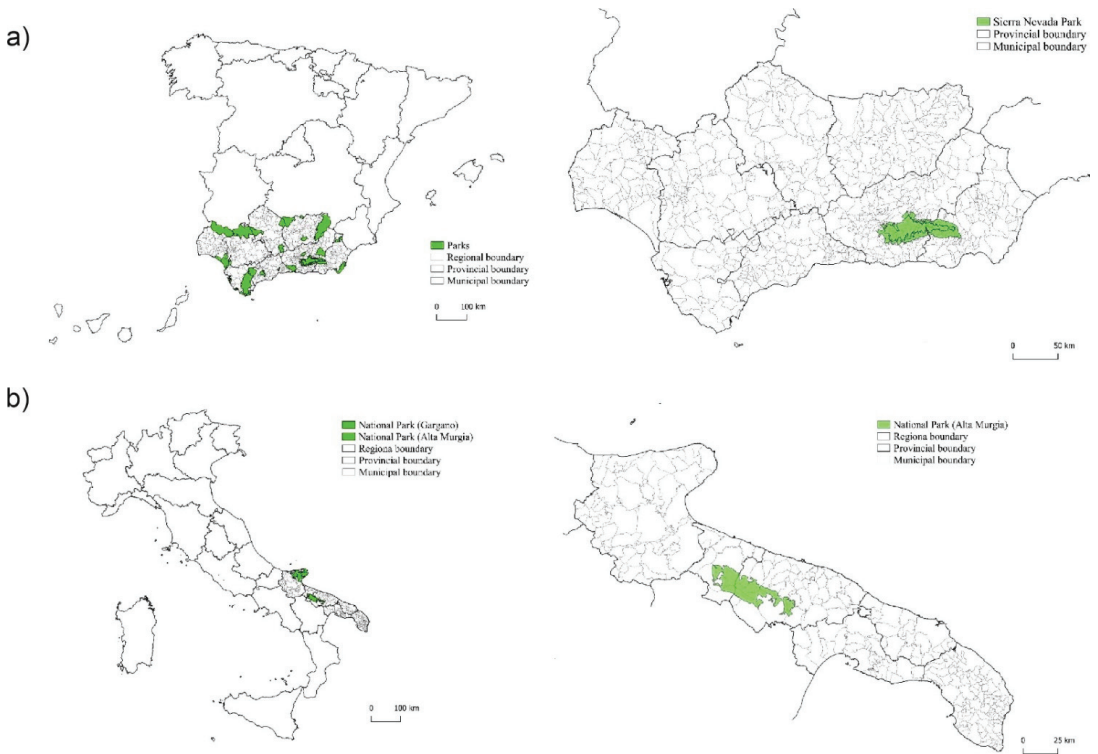 a)
Parks
Regional boundary
Provincial boundary
Municipal boundary
0 100 km
Sierra Nevada Park
Provincial boundary
Municipal boundary
0 50 km
b)
National Park (Gargano)
National Park (Alta Murgia)
Regiona boundary
Provincial boundary
Municipal boundary
0 100 km
National Park (Alta Murgia)
Regiona boundary
Provincial boundary
Municipal boundary
0 25 km